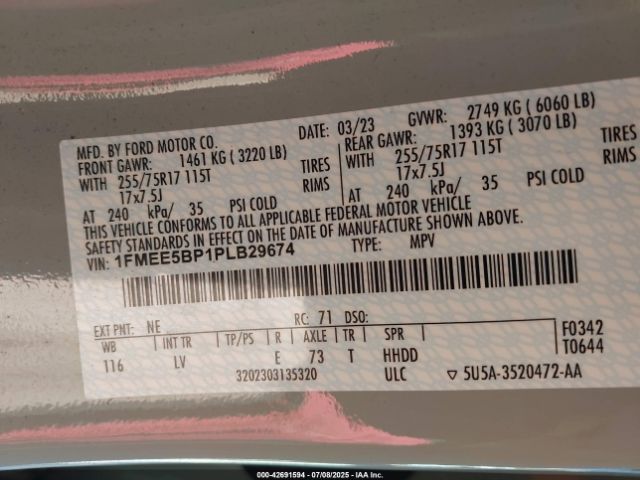 MFD. BY FORD MOTOR CO. DATE: 03/23 GVWR: 2749 KG ( 6060 LB)
FRONT GAWR: 1461 KG ( 3220 LB) REAR GAWR: 1393 KG ( 3070 LB)
WITH 255/75R17 115T TIRES WITH 255/75R17 115T TIRES
17x7.5J RIMS 17x7.5J RIMS
AT 240 kPa/ 35 PSI COLD AT 240 kPa/ 35 PSI COLD
THIS VEHICLE CONFORMS TO ALL APPLICABLE FEDERAL MOTOR VEHICLE
SAFETY STANDARDS IN EFFECT ON THE DATE OF MANUFACTURE SHOWN ABOVE.
VIN: 1FMEE5BP1PLB29674 TYPE: MPV
EXT PNT: NE RC: 71 DSO:
WB INT TR TP/PS R AXLE TR SPR F0342
116 LV E 73 T HHDD T0644
3202303135320 ULC ▽ 5U5A-3520472-AA
000-42691594 - 07/08/2025 - IAA Inc.